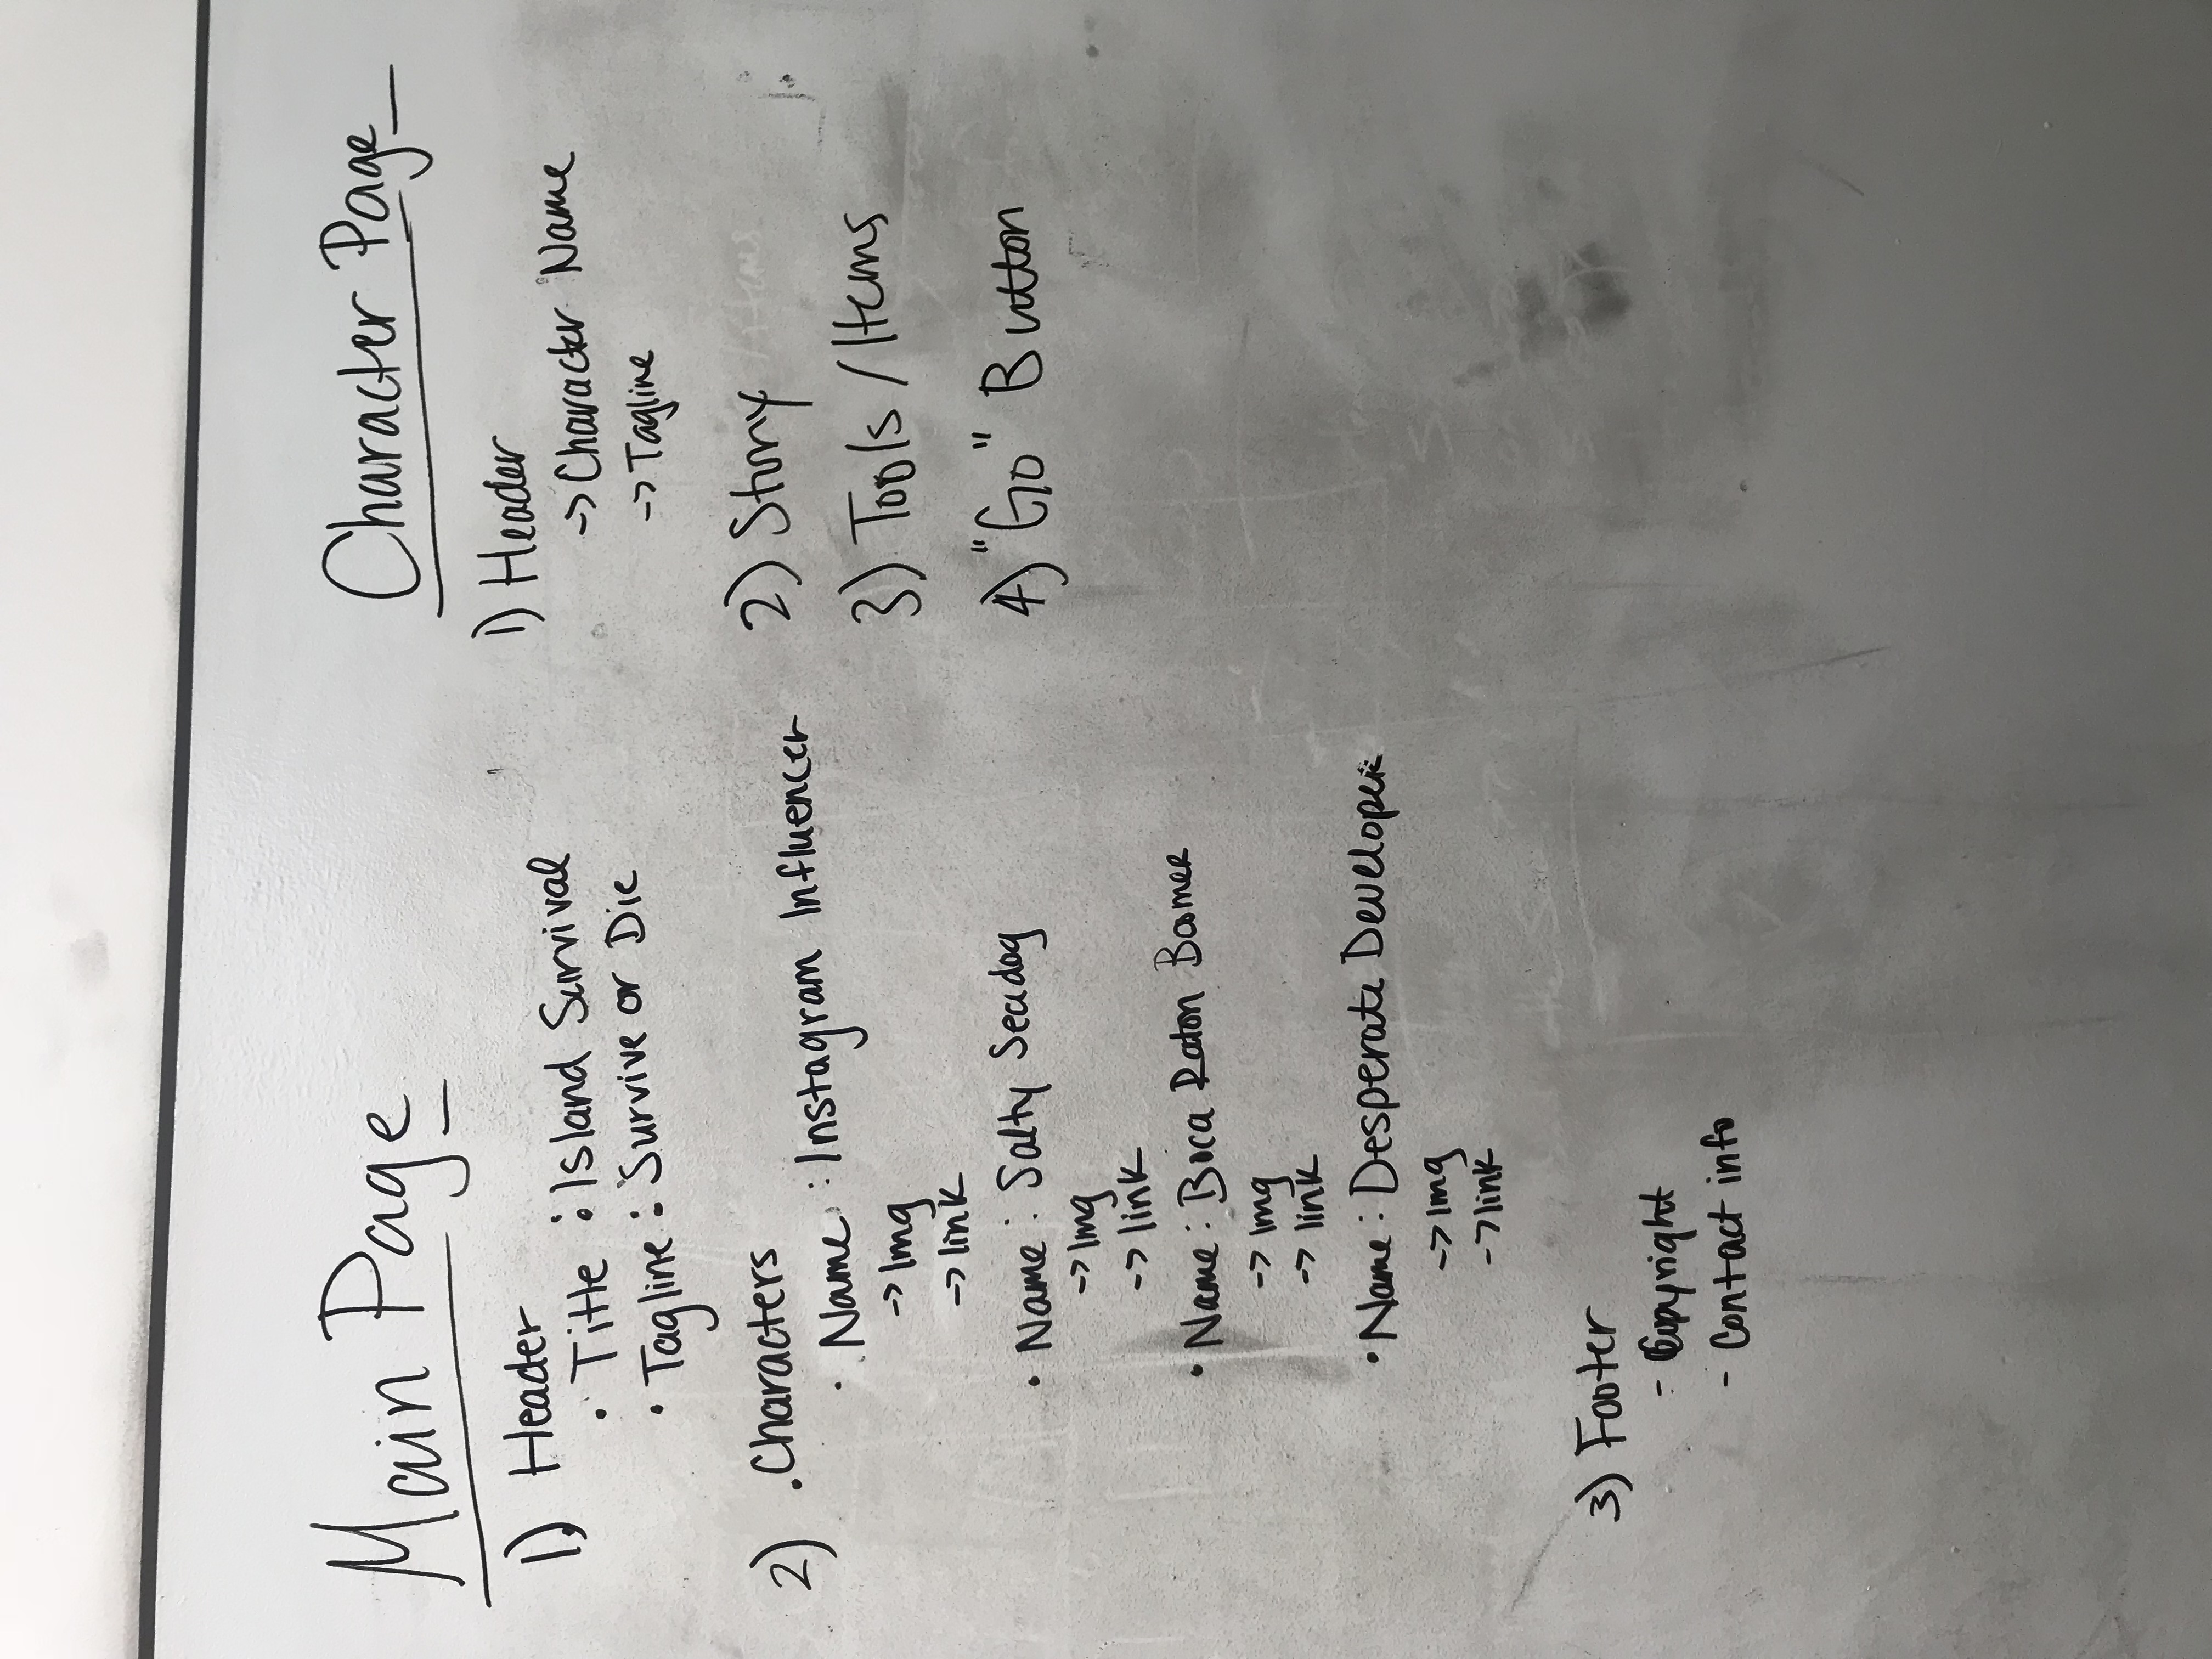 Main Page
1) Header
• Title : Island Survival
• Tagline : Survive or Die
2) . Characters
• Name : Instagram Influencer
-> Img
-> link
• Name : Salty Seadog
-> Img
-> link
• Name : Boca Raton Boomer
-> Img
-> link
• Name : Desperate Developer
-> Img
-> link
3) Footer
- Copyright
- Contact info
Character Page
1) Header
-> Character Name
-> Tagline
2) Story
3) Tools / Items
4) "Go" Button